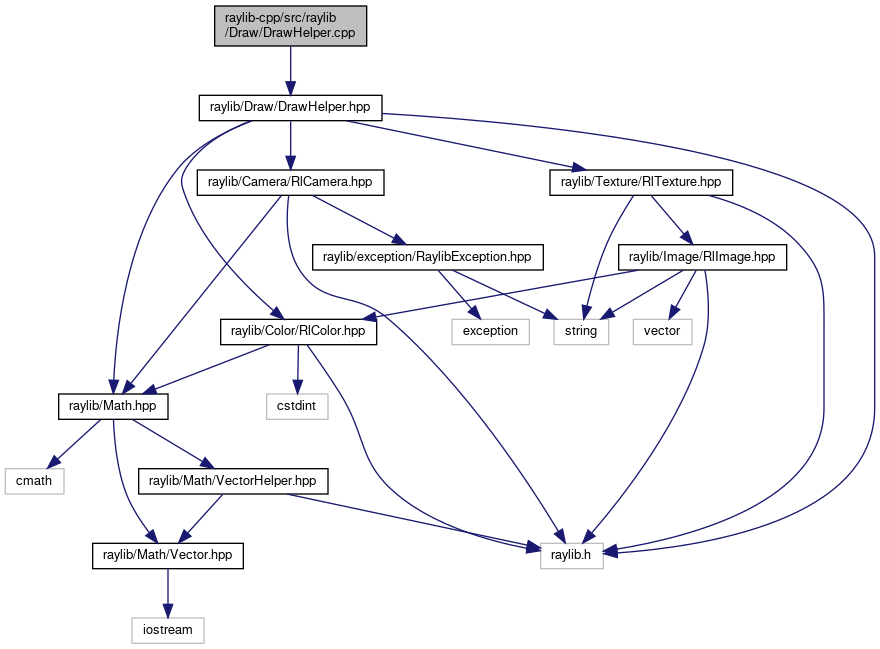 raylib-cpp/src/raylib
/Draw/DrawHelper.cpp
raylib/Draw/DrawHelper.hpp
raylib/Camera/RlCamera.hpp
raylib/Texture/RlTexture.hpp
raylib/exception/RaylibException.hpp
raylib/Image/RlImage.hpp
raylib/Color/RlColor.hpp
exception
string
vector
raylib/Math.hpp
cstdint
cmath
raylib/Math/VectorHelper.hpp
raylib/Math/Vector.hpp
raylib.h
iostream